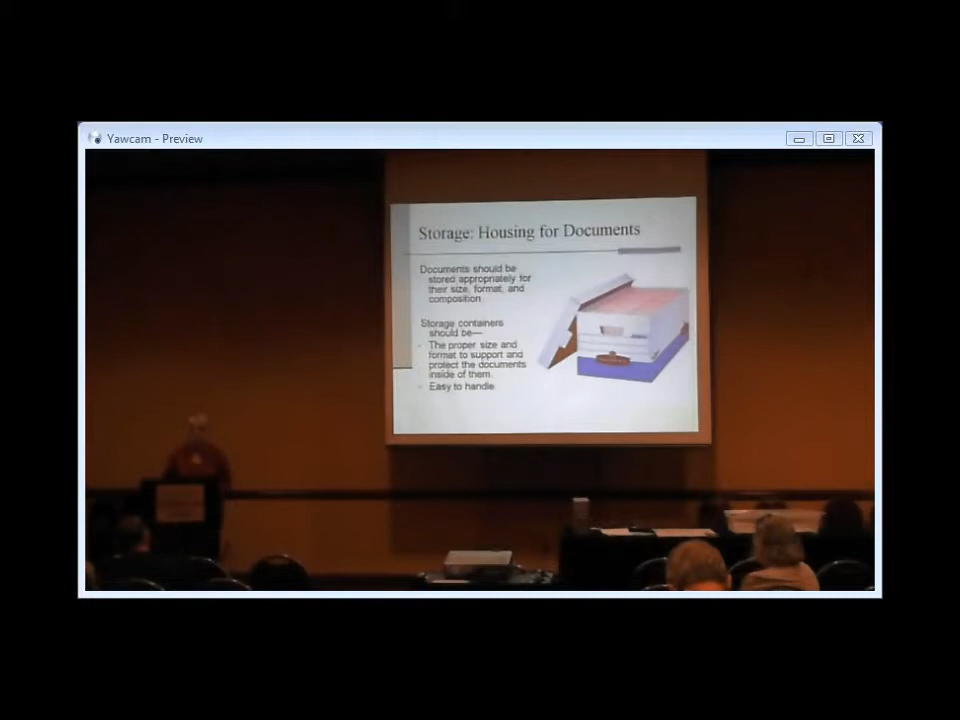 Yawcam - Preview
Storage: Housing for Documents
Documents should be
stored appropriately for
their size, format, and
composition
Storage containers
should be—
The proper size and
format to support and
protect the documents
inside of them.
Easy to handle